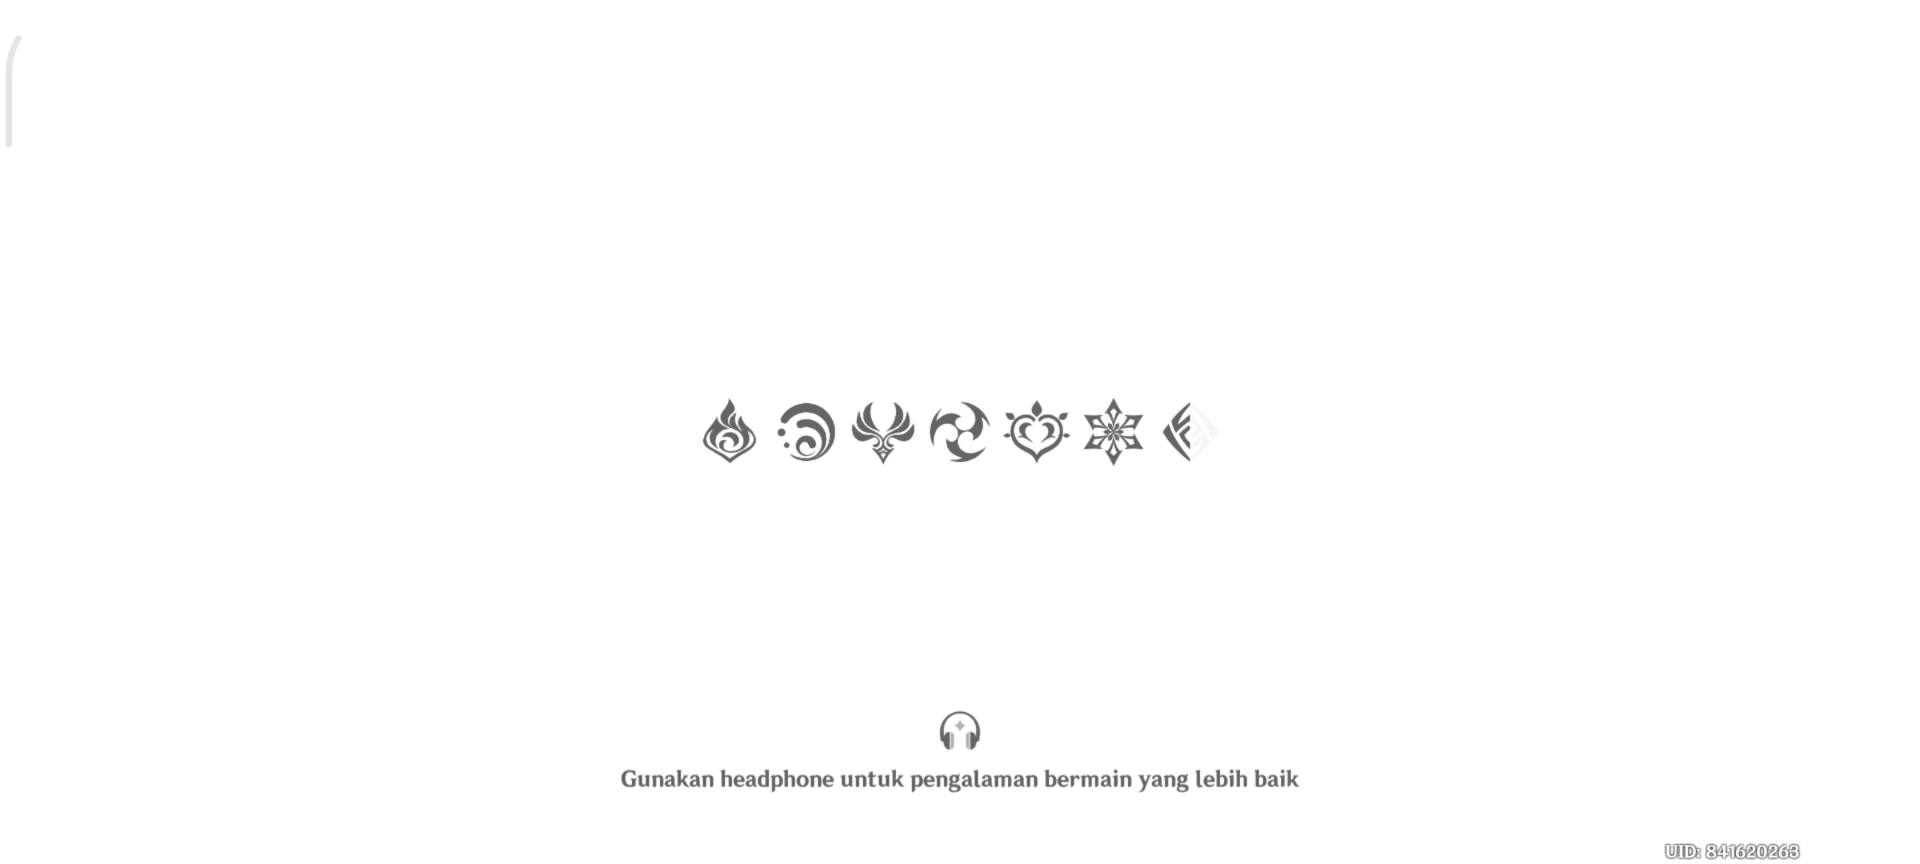 Gunakan headphone untuk pengalaman bermain yang lebih baik
UID: 841620263